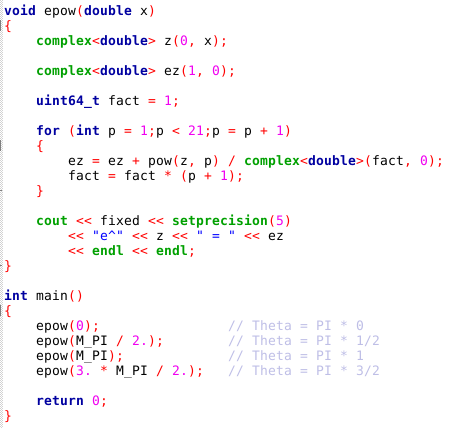 void epow(double x)
{
    complex<double> z(0, x);

    complex<double> ez(1, 0);

    uint64_t fact = 1;

    for (int p = 1;p < 21;p = p + 1)
    {
        ez = ez + pow(z, p) / complex<double>(fact, 0);
        fact = fact * (p + 1);
    }

    cout << fixed << setprecision(5)
        << "e^" << z << " = " << ez
        << endl << endl;
}

int main()
{
    epow(0);                // Theta = PI * 0
    epow(M_PI / 2.);        // Theta = PI * 1/2
    epow(M_PI);             // Theta = PI * 1
    epow(3. * M_PI / 2.);   // Theta = PI * 3/2

    return 0;
}